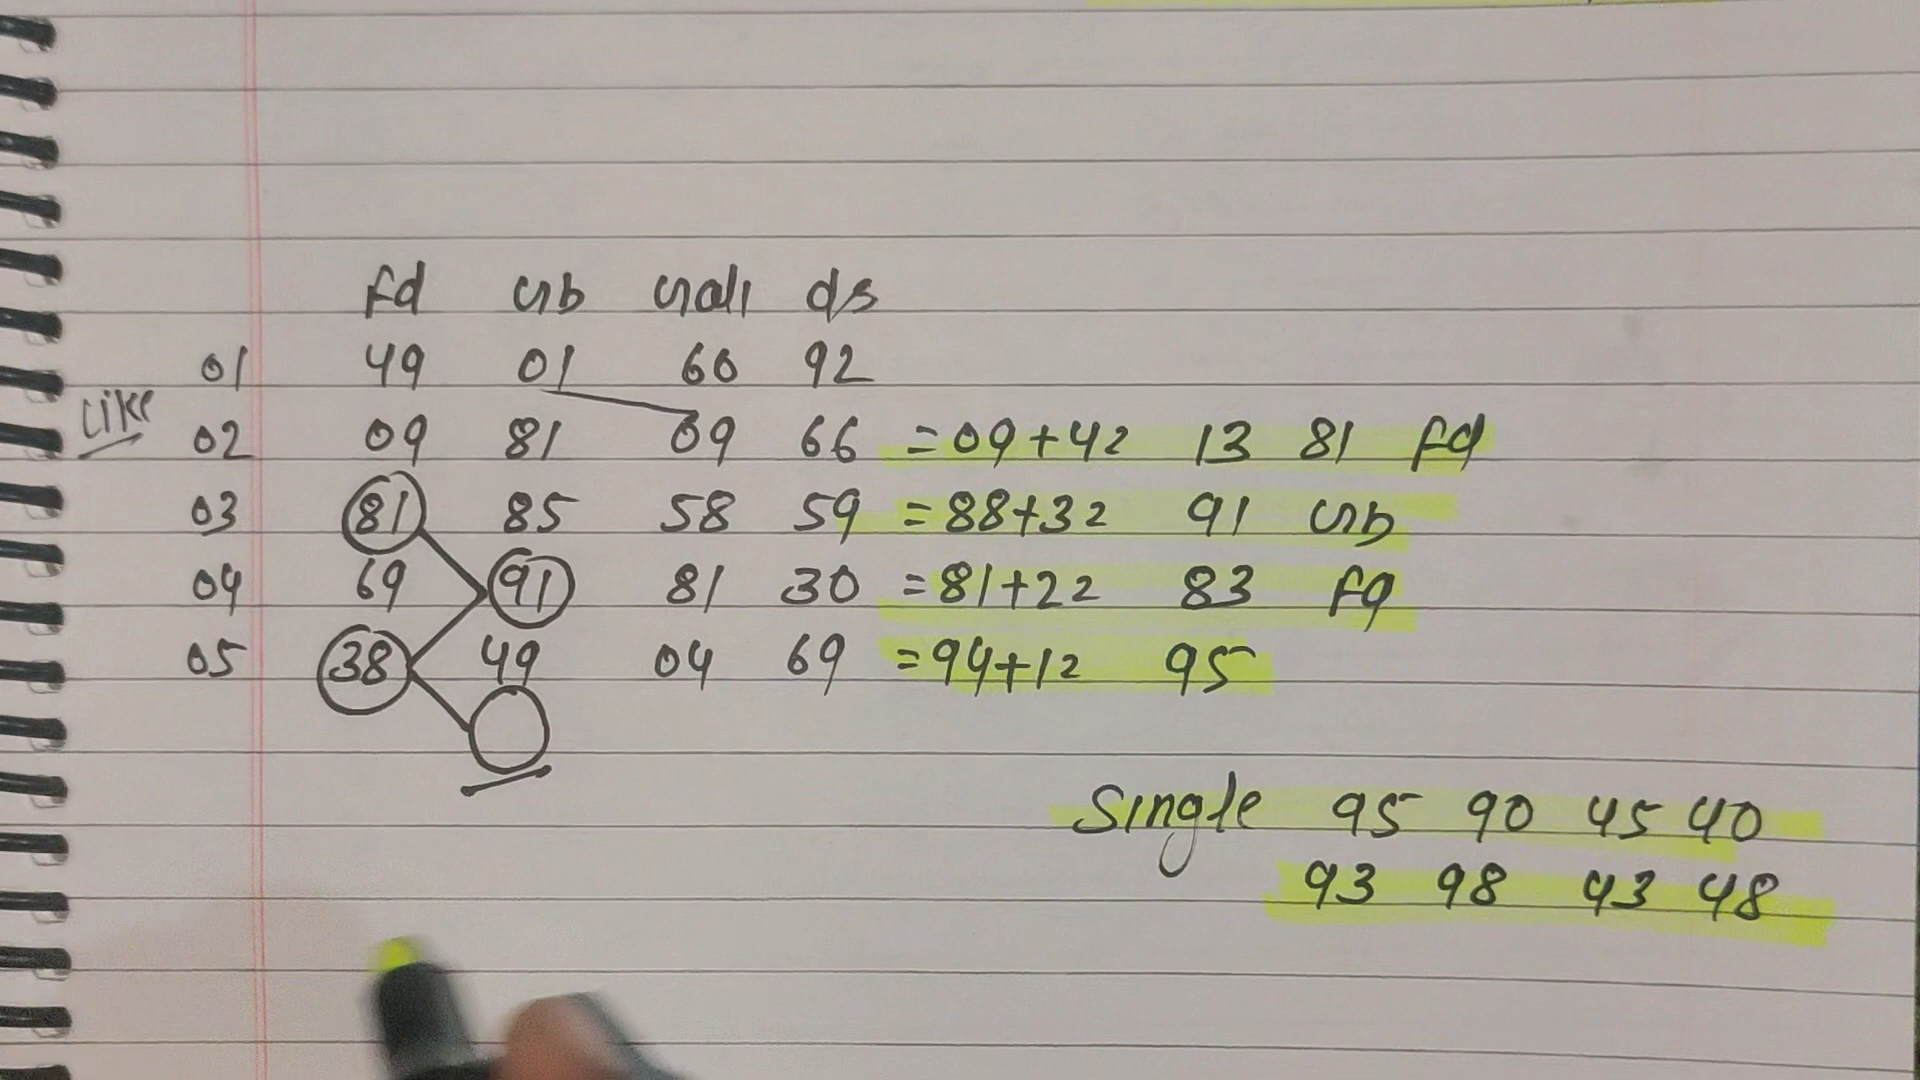 fd GB Gali ds
01 49 01 60 92
Like
02 09 81 09 66 =09+42 13 81 fd
03 81 85 58 59 =88+32 91 GB
04 69 91 81 30 =81+22 83 fd
05 38 49 04 69 =94+12 95
Single 95 90 45 40
93 98 43 48